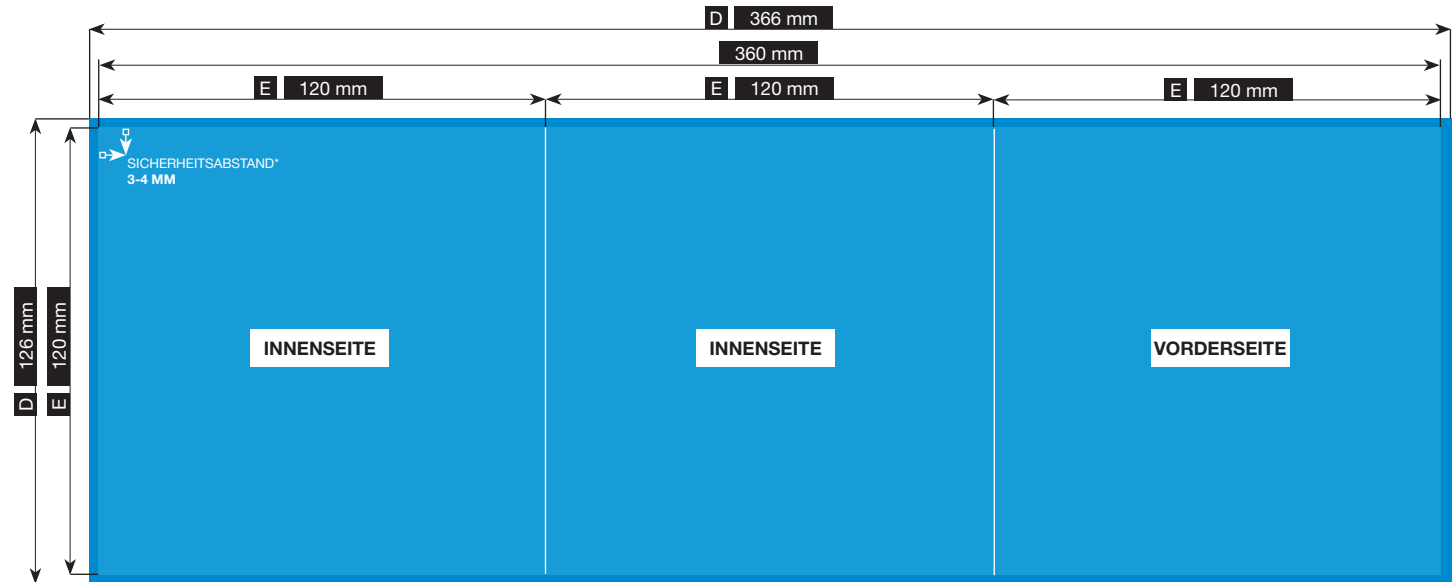 D 366 mm
360 mm
E 120 mm
E 120 mm
E 120 mm
SICHERHEITSABSTAND*
3-4 MM
D 126 mm
E 120 mm
INNENSEITE
INNENSEITE
VORDERSEITE